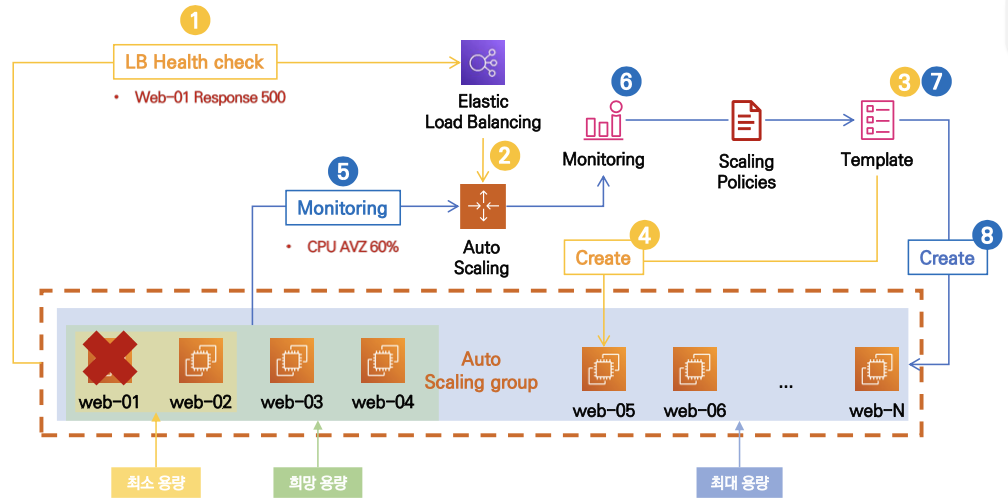 1
LB Health check
• Web-01 Response 500
Elastic
Load Balancing
2
5
Monitoring
• CPU AVZ 60%
Auto
Scaling
6
Monitoring
Scaling
Policies
3 7
Template
4
Create
8
Create
web-01
web-02
web-03
web-04
Auto
Scaling group
web-05
web-06
...
web-N
최소 용량
희망 용량
최대 용량